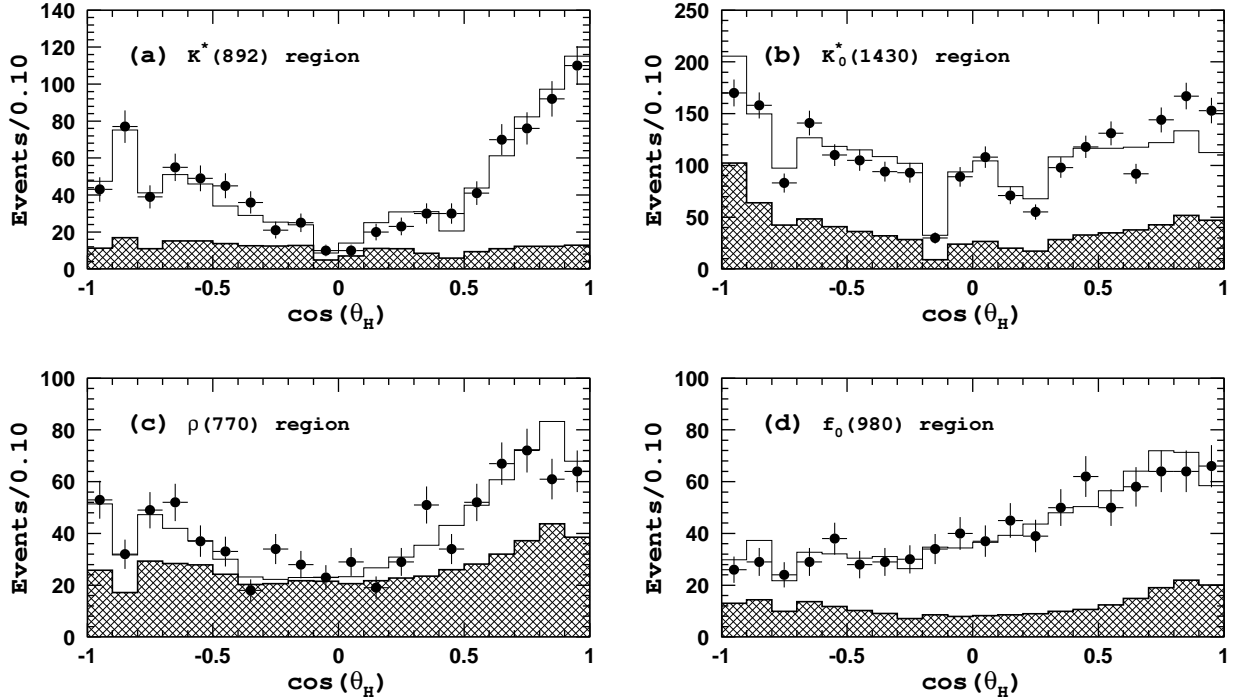 Events/0.10
140
120
100
80
60
40
20
0
(a) K*(892) region
-1 -0.5 0 0.5 1
cos(θH)
Events/0.10
250
200
150
100
50
0
(b) K*0(1430) region
-1 -0.5 0 0.5 1
cos(θH)
Events/0.10
100
80
60
40
20
0
(c) ρ(770) region
-1 -0.5 0 0.5 1
cos(θH)
Events/0.10
100
80
60
40
20
0
(d) f0(980) region
-1 -0.5 0 0.5 1
cos(θH)